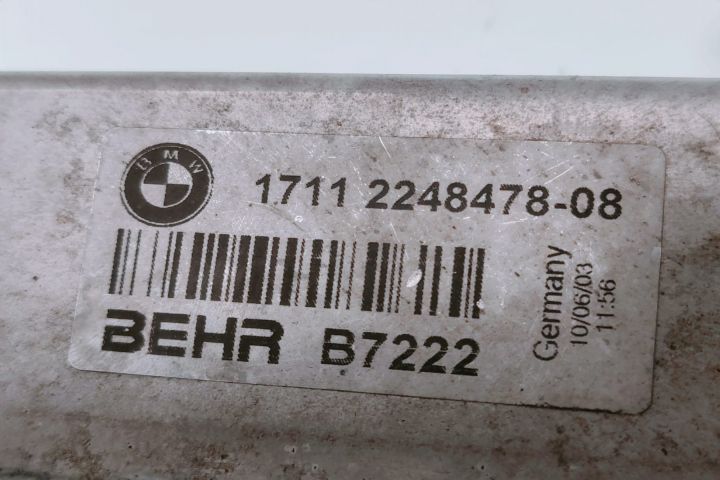 BMW
1711 2248478-08
BEHR B7222
Germany
10/06/03
11:56